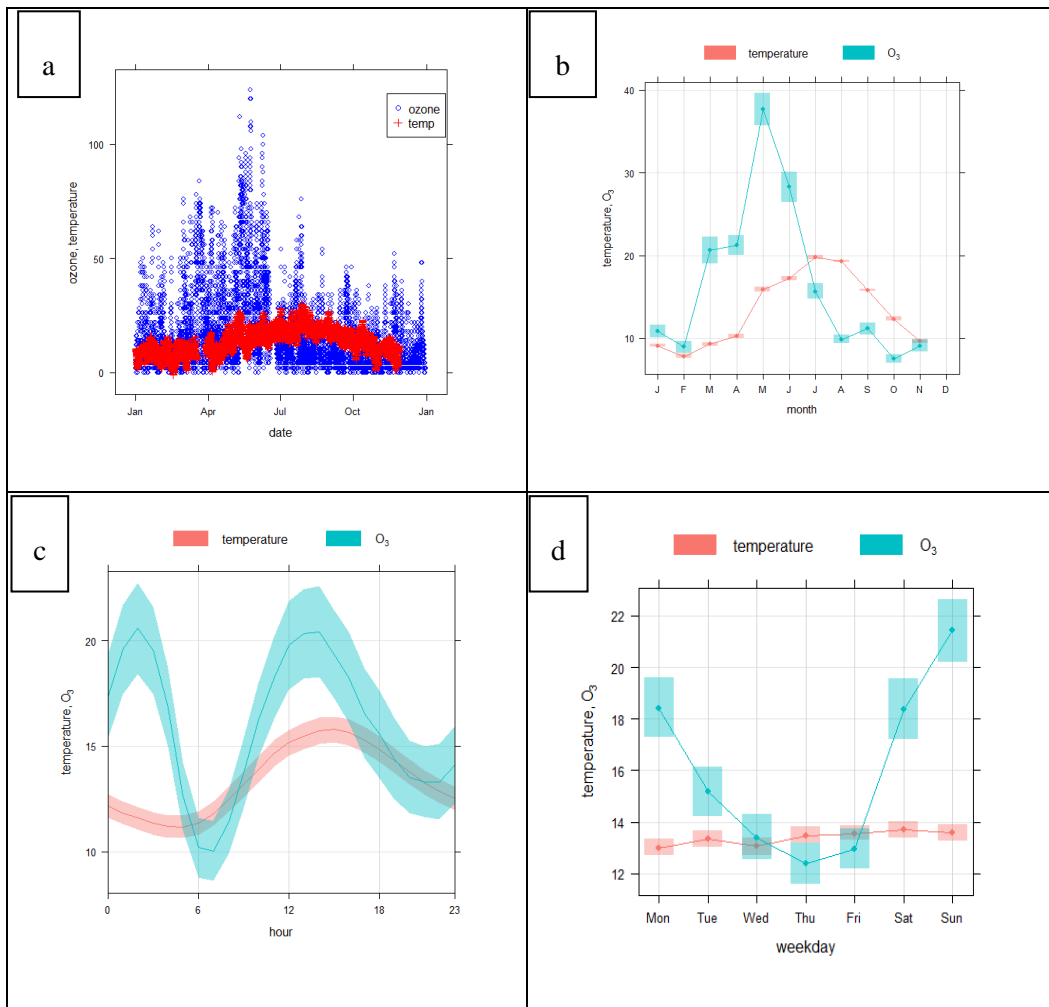 a
ozone
temp
100
50
0
ozone, temperature
Jan Apr Jul Oct Jan
date
b
temperature O₃
40
30
20
10
temperature, O₃
J F M A M J J A S O N D
month
c
temperature O₃
20
15
10
temperature, O₃
0 6 12 18 23
hour
d
temperature O₃
22
20
18
16
14
12
temperature, O₃
Mon Tue Wed Thu Fri Sat Sun
weekday